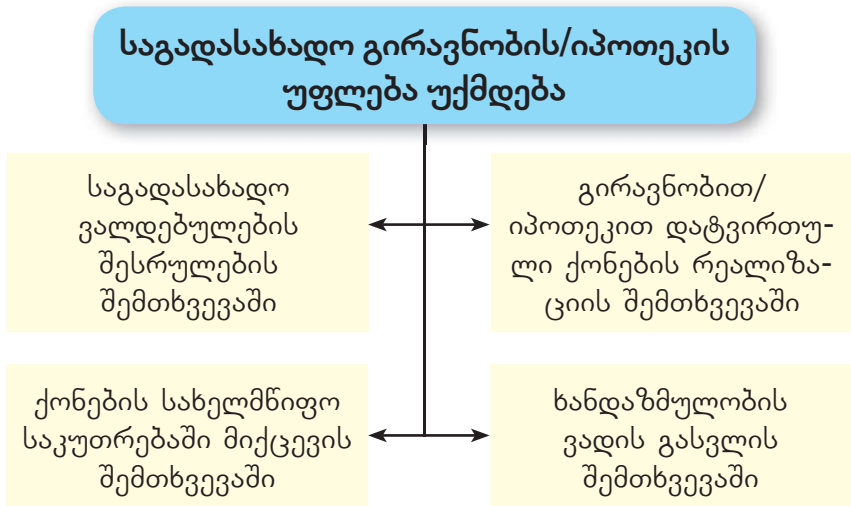 საგადასახადო გირავნობის/იპოთეკის
უფლება უქმდება
საგადასახადო
ვალდებულების
შესრულების
შემთხვევაში
გირავნობით/
იპოთეკით დატვირთუ-
ლი ქონების რეალიზა-
ციის შემთხვევაში
ქონების სახელმწიფო
საკუთრებაში მიქცევის
შემთხვევაში
ხანდაზმულობის
ვადის გასვლის
შემთხვევაში